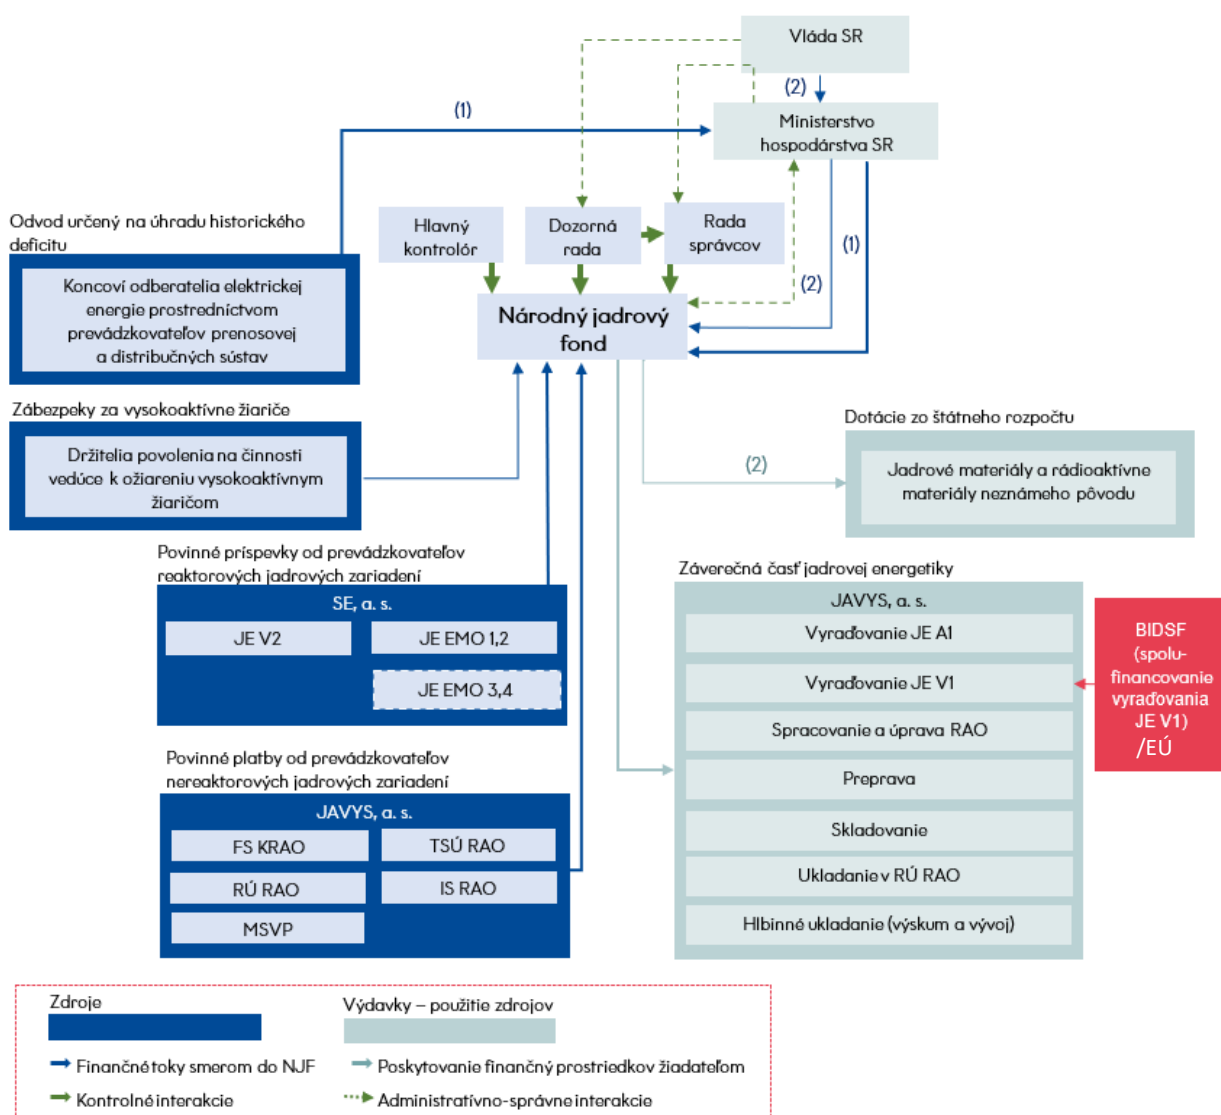 Vláda SR
(2)
(1)
Ministerstvo
hospodárstva SR
Odvod určený na úhradu historického
deficitu
Hlavný
kontrolór
Dozorná
rada
Rada
správcov
(1)
(2)
Koncoví odberatelia elektrickej
energie prostredníctvom
prevádzkovateľov prenosovej
a distribučných sústav
Národný jadrový
fond
Zábezpeky za vysokoaktívne žiariče
Držitelia povolenia na činnosti
vedúce k ožiareniu vysokoaktívnym
žiaričom
Dotácie zo štátneho rozpočtu
(2)
Jadrové materiály a rádioaktívne
materiály neznámeho pôvodu
Povinné príspevky od prevádzkovateľov
reaktorových jadrových zariadení
SE, a. s.
JE V2
JE EMO 1,2
JE EMO 3,4
Záverečná časť jadrovej energetiky
JAVYS, a. s.
Vyraďovanie JE A1
Vyraďovanie JE V1
Spracovanie a úprava RAO
Preprava
Skladovanie
Ukladanie v RÚ RAO
Hlbinné ukladanie (výskum a vývoj)
BIDSF
(spolu-
financovanie
vyraďovania
JE V1)
/EÚ
Povinné platby od prevádzkovateľov
nereaktorových jadrových zariadení
JAVYS, a. s.
FS KRAO
TSÚ RAO
RÚ RAO
IS RAO
MSVP
Zdroje
Výdavky – použitie zdrojov
Finančné toky smerom do NJF
Poskytovanie finančný prostriedkov žiadateľom
Kontrolné interakcie
Administratívno-správne interakcie